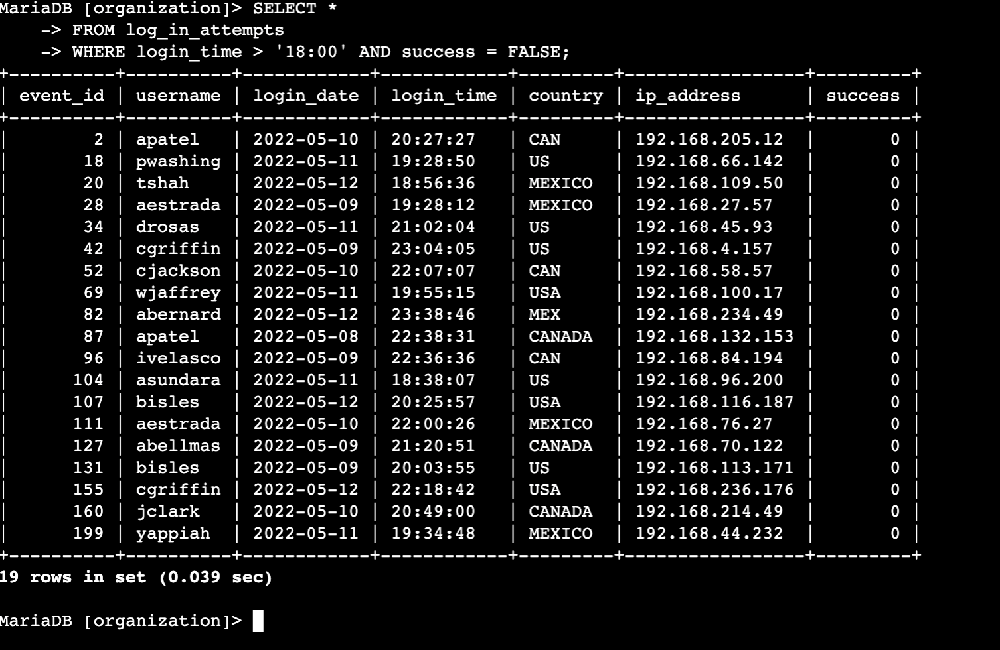 MariaDB [organization]> SELECT *
    -> FROM log_in_attempts
    -> WHERE login_time > '18:00' AND success = FALSE;
+----------+----------+------------+------------+---------+-----------------+---------+
| event_id | username | login_date | login_time | country | ip_address      | success |
+----------+----------+------------+------------+---------+-----------------+---------+
|        2 | apatel   | 2022-05-10 | 20:27:27   | CAN     | 192.168.205.12  |       0 |
|       18 | pwashing | 2022-05-11 | 19:28:50   | US      | 192.168.66.142  |       0 |
|       20 | tshah    | 2022-05-12 | 18:56:36   | MEXICO  | 192.168.109.50  |       0 |
|       28 | aestrada | 2022-05-09 | 19:28:12   | MEXICO  | 192.168.27.57   |       0 |
|       34 | drosas   | 2022-05-11 | 21:02:04   | US      | 192.168.45.93   |       0 |
|       42 | cgriffin | 2022-05-09 | 23:04:05   | US      | 192.168.4.157   |       0 |
|       52 | cjackson | 2022-05-10 | 22:07:07   | CAN     | 192.168.58.57   |       0 |
|       69 | wjaffrey | 2022-05-11 | 19:55:15   | USA     | 192.168.100.17  |       0 |
|       82 | abernard | 2022-05-12 | 23:38:46   | MEX     | 192.168.234.49  |       0 |
|       87 | apatel   | 2022-05-08 | 22:38:31   | CANADA  | 192.168.132.153 |       0 |
|       96 | ivelasco | 2022-05-09 | 22:36:36   | CAN     | 192.168.84.194  |       0 |
|      104 | asundara | 2022-05-11 | 18:38:07   | US      | 192.168.96.200  |       0 |
|      107 | bisles   | 2022-05-12 | 20:25:57   | USA     | 192.168.116.187 |       0 |
|      111 | aestrada | 2022-05-10 | 22:00:26   | MEXICO  | 192.168.76.27   |       0 |
|      127 | abellmas | 2022-05-09 | 21:20:51   | CANADA  | 192.168.70.122  |       0 |
|      131 | bisles   | 2022-05-09 | 20:03:55   | US      | 192.168.113.171 |       0 |
|      155 | cgriffin | 2022-05-12 | 22:18:42   | USA     | 192.168.236.176 |       0 |
|      160 | jclark   | 2022-05-10 | 20:49:00   | CANADA  | 192.168.214.49  |       0 |
|      199 | yappiah  | 2022-05-11 | 19:34:48   | MEXICO  | 192.168.44.232  |       0 |
+----------+----------+------------+------------+---------+-----------------+---------+
19 rows in set (0.039 sec)
MariaDB [organization]>